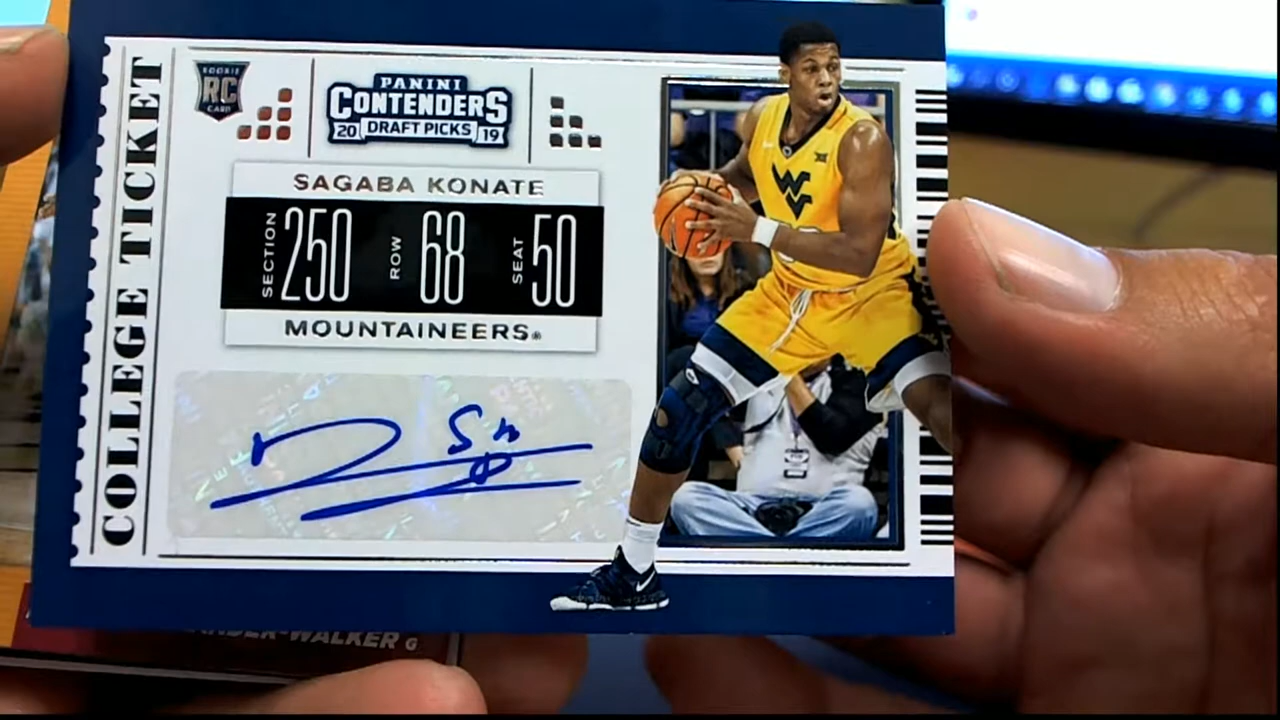 COLLEGE TICKET
ROOKIE
RC
CARD
PANINI
CONTENDERS
20 DRAFT PICKS 19
SAGABA KONATE
SECTION 250 ROW 68 SEAT 50
MOUNTAINEERS®
WV
-WALKER G